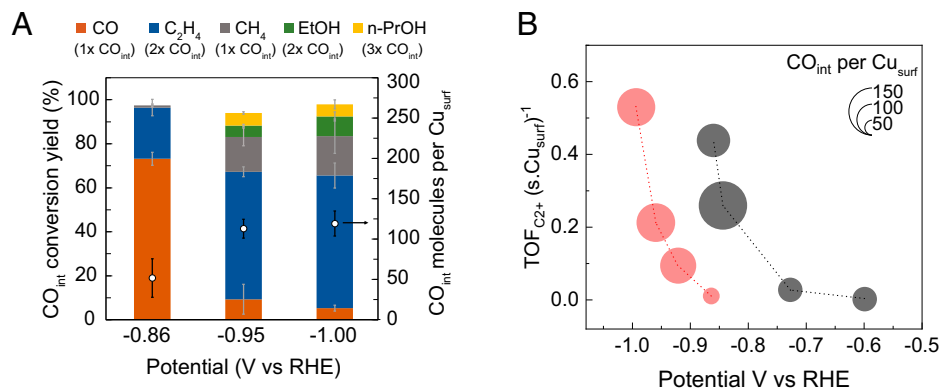 A
CO C₂H₄ CH₄ EtOH n-PrOH
(1x CO_int) (2x CO_int) (1x CO_int) (2x CO_int) (3x CO_int)
CO_int conversion yield (%)
100
80
60
40
20
0
300
250
200
150
100
50
0
CO_int molecules per Cu_surf
-0.86 -0.95 -1.00
Potential (V vs RHE)
B
CO_int per Cu_surf
150
100
50
TOF_C2+ (s.Cu_surf)⁻¹
0.6
0.4
0.2
0.0
-1.0 -0.9 -0.8 -0.7 -0.6 -0.5
Potential V vs RHE